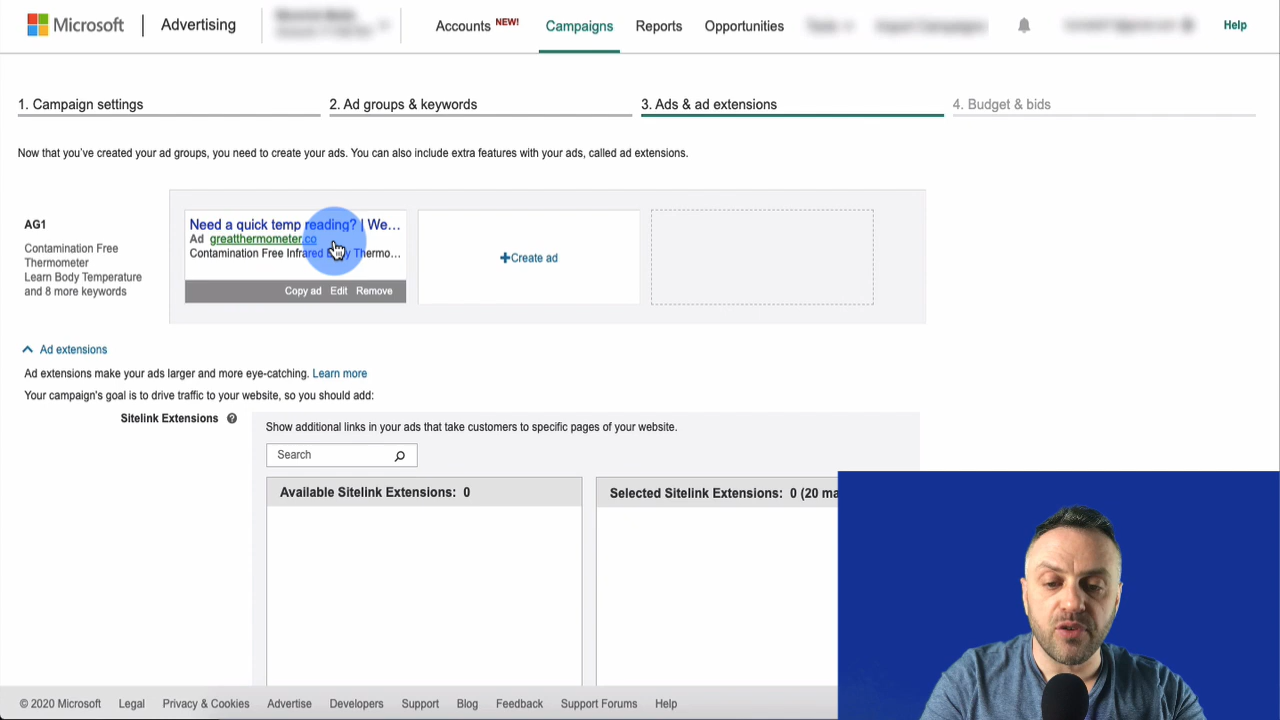 Microsoft | Advertising
Accounts NEW! Campaigns Reports Opportunities Tools Import Campaigns Help
1. Campaign settings 2. Ad groups & keywords 3. Ads & ad extensions 4. Budget & bids
Now that you've created your ad groups, you need to create your ads. You can also include extra features with your ads, called ad extensions.
AG1
Contamination Free
Thermometer
Learn Body Temperature
and 8 more keywords
Need a quick temp reading? | We...
Ad greatthermometer.co
Contamination Free Infrared Body Thermo...
Copy ad Edit Remove
+Create ad
Ad extensions
Ad extensions make your ads larger and more eye-catching. Learn more
Your campaign's goal is to drive traffic to your website, so you should add:
Sitelink Extensions ?
Show additional links in your ads that take customers to specific pages of your website.
Search
Available Sitelink Extensions: 0
Selected Sitelink Extensions: 0 (20 ma
© 2020 Microsoft Legal Privacy & Cookies Advertise Developers Support Blog Feedback Support Forums Help